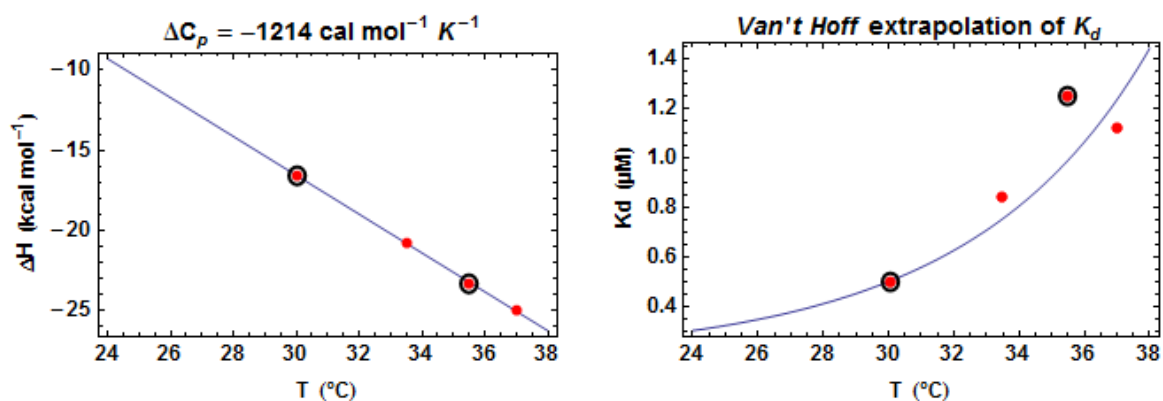 ΔCp = −1214 cal mol⁻¹ K⁻¹
−10
−15
−20
−25
ΔH (kcal mol⁻¹)
24 26 28 30 32 34 36 38
T (ºC)
Van't Hoff extrapolation of Kd
1.4
1.2
1.0
0.8
0.6
0.4
Kd (µM)
24 26 28 30 32 34 36 38
T (ºC)